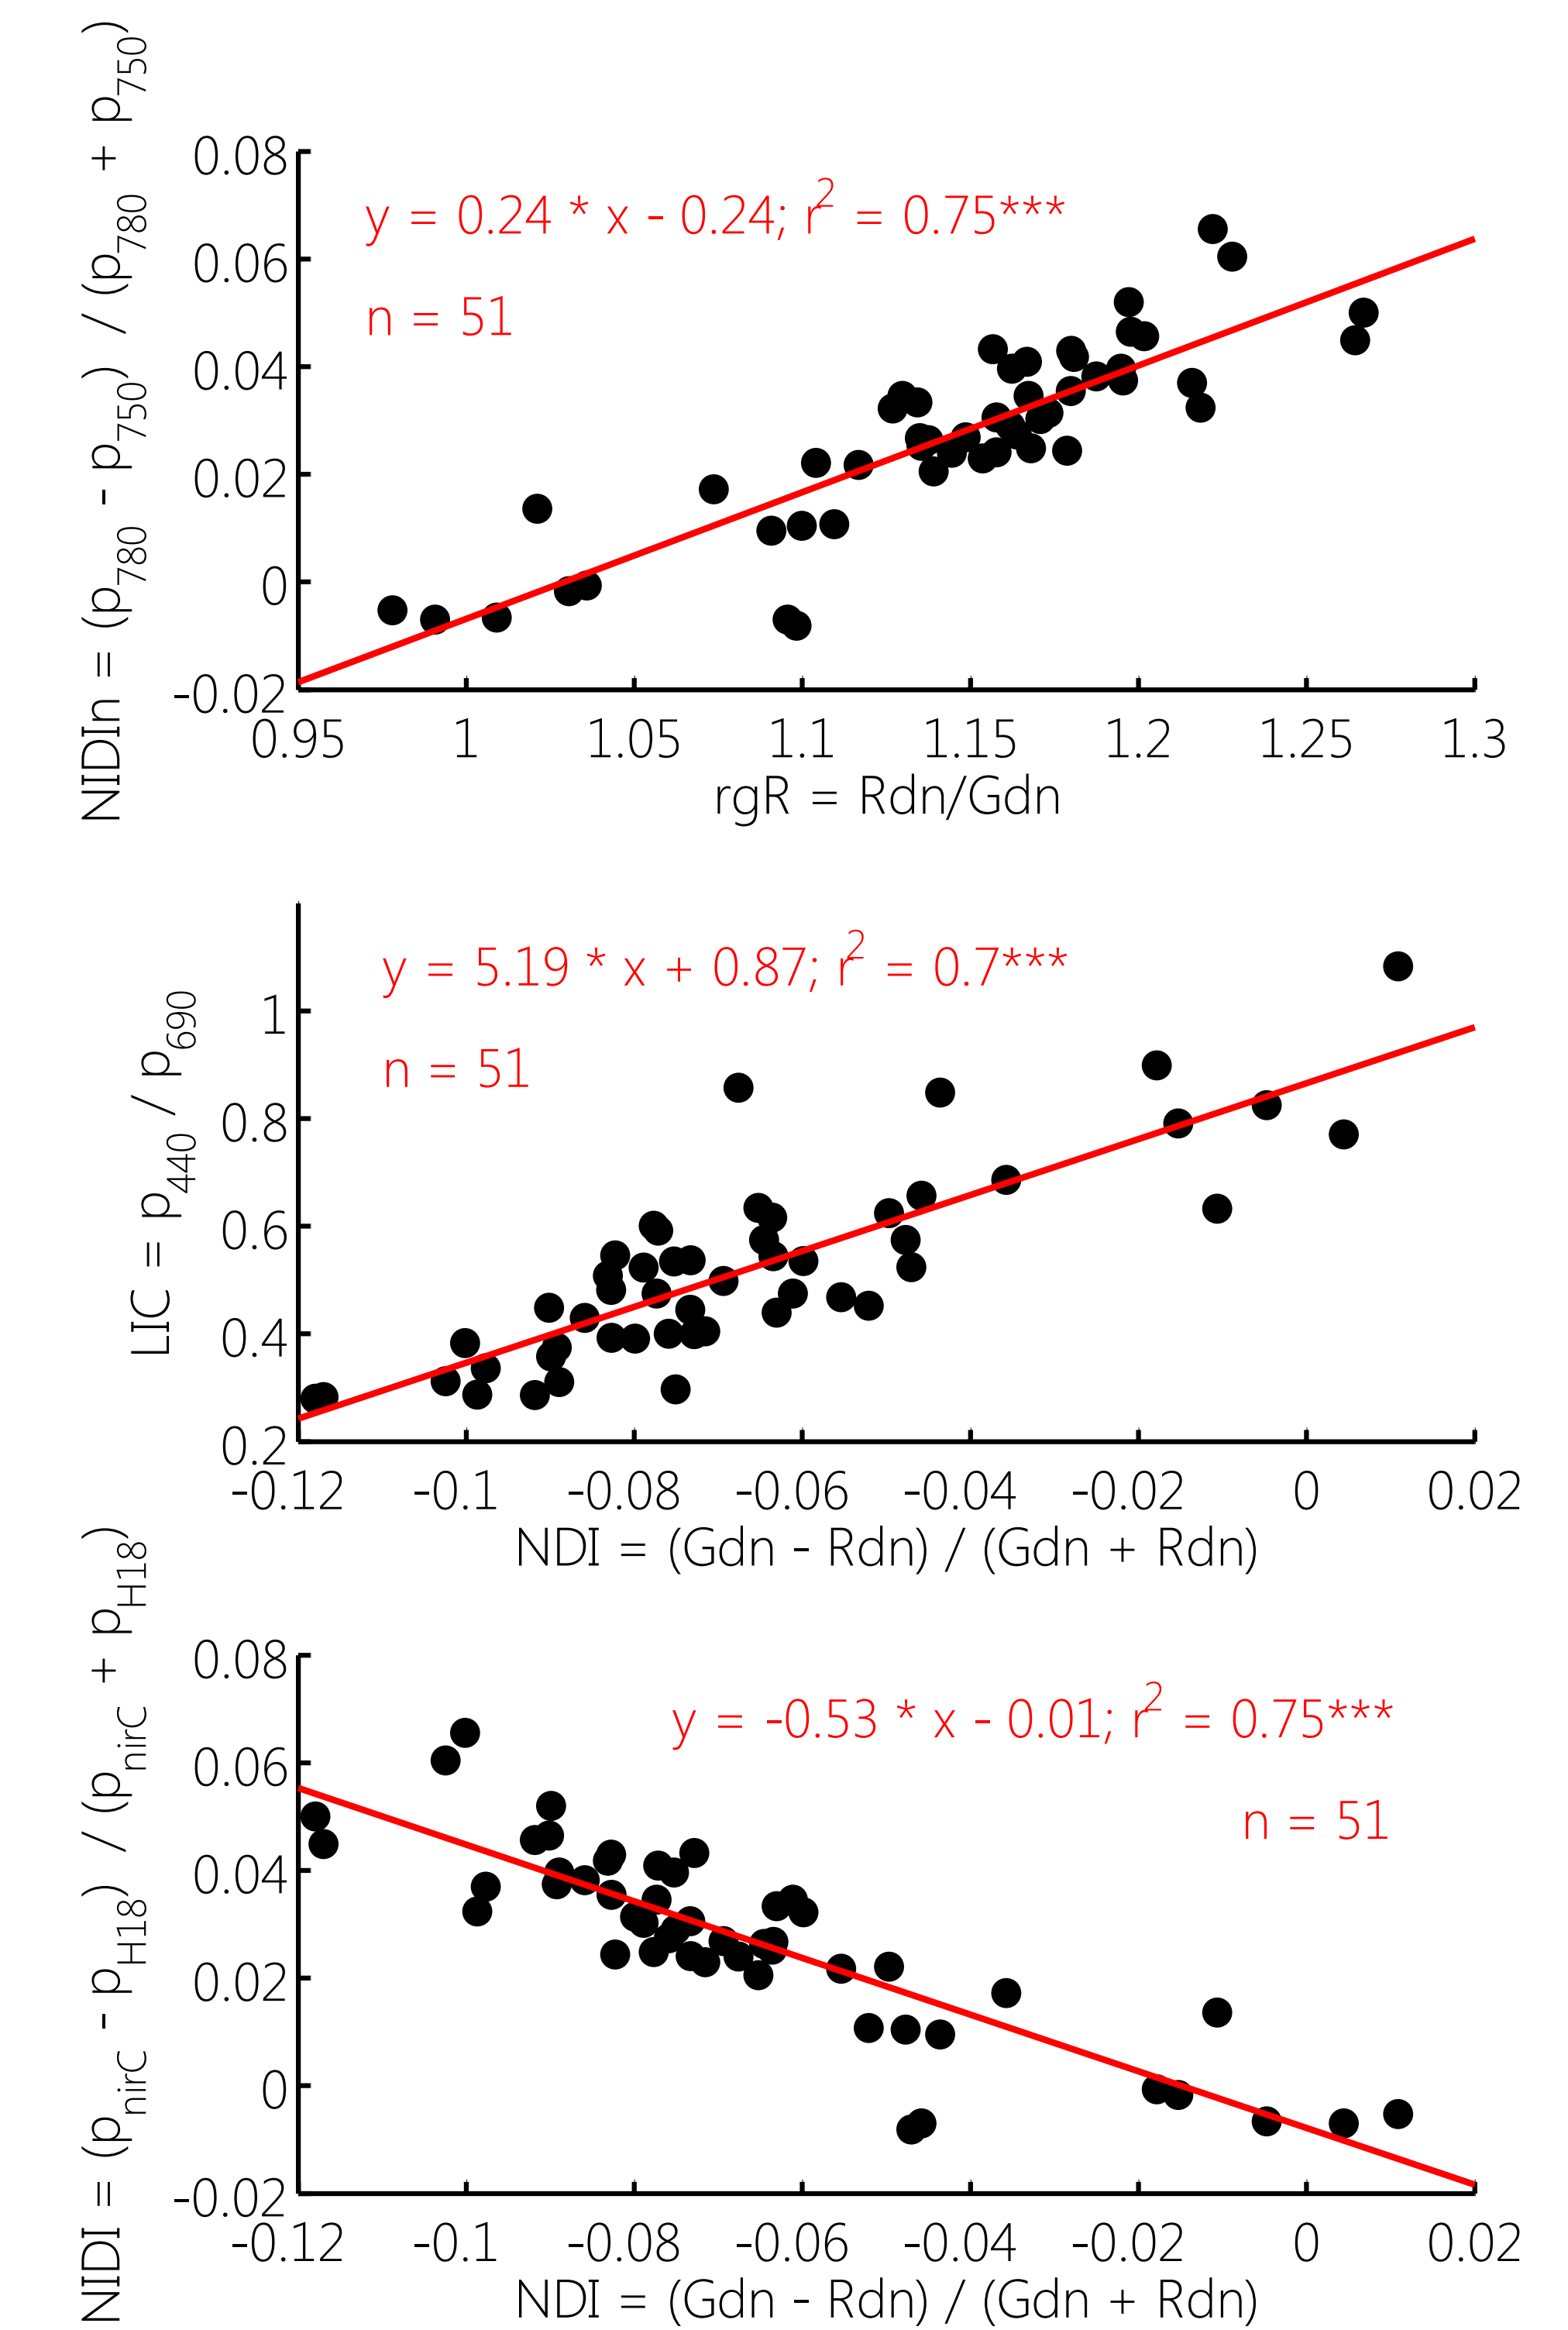 NIDIn = (p780 - p750) / (p780 + p750)
0.08
0.06
0.04
0.02
0
-0.02
y = 0.24 * x - 0.24; r2 = 0.75***
n = 51
0.95 1 1.05 1.1 1.15 1.2 1.25 1.3
rgR = Rdn/Gdn
LIC = p440 / p690
1
0.8
0.6
0.4
0.2
y = 5.19 * x + 0.87; r2 = 0.7***
n = 51
-0.12 -0.1 -0.08 -0.06 -0.04 -0.02 0 0.02
NDI = (Gdn - Rdn) / (Gdn + Rdn)
NIDI = (pnirC - pH18) / (pnirC + pH18)
0.08
0.06
0.04
0.02
0
-0.02
y = -0.53 * x - 0.01; r2 = 0.75***
n = 51
-0.12 -0.1 -0.08 -0.06 -0.04 -0.02 0 0.02
NDI = (Gdn - Rdn) / (Gdn + Rdn)